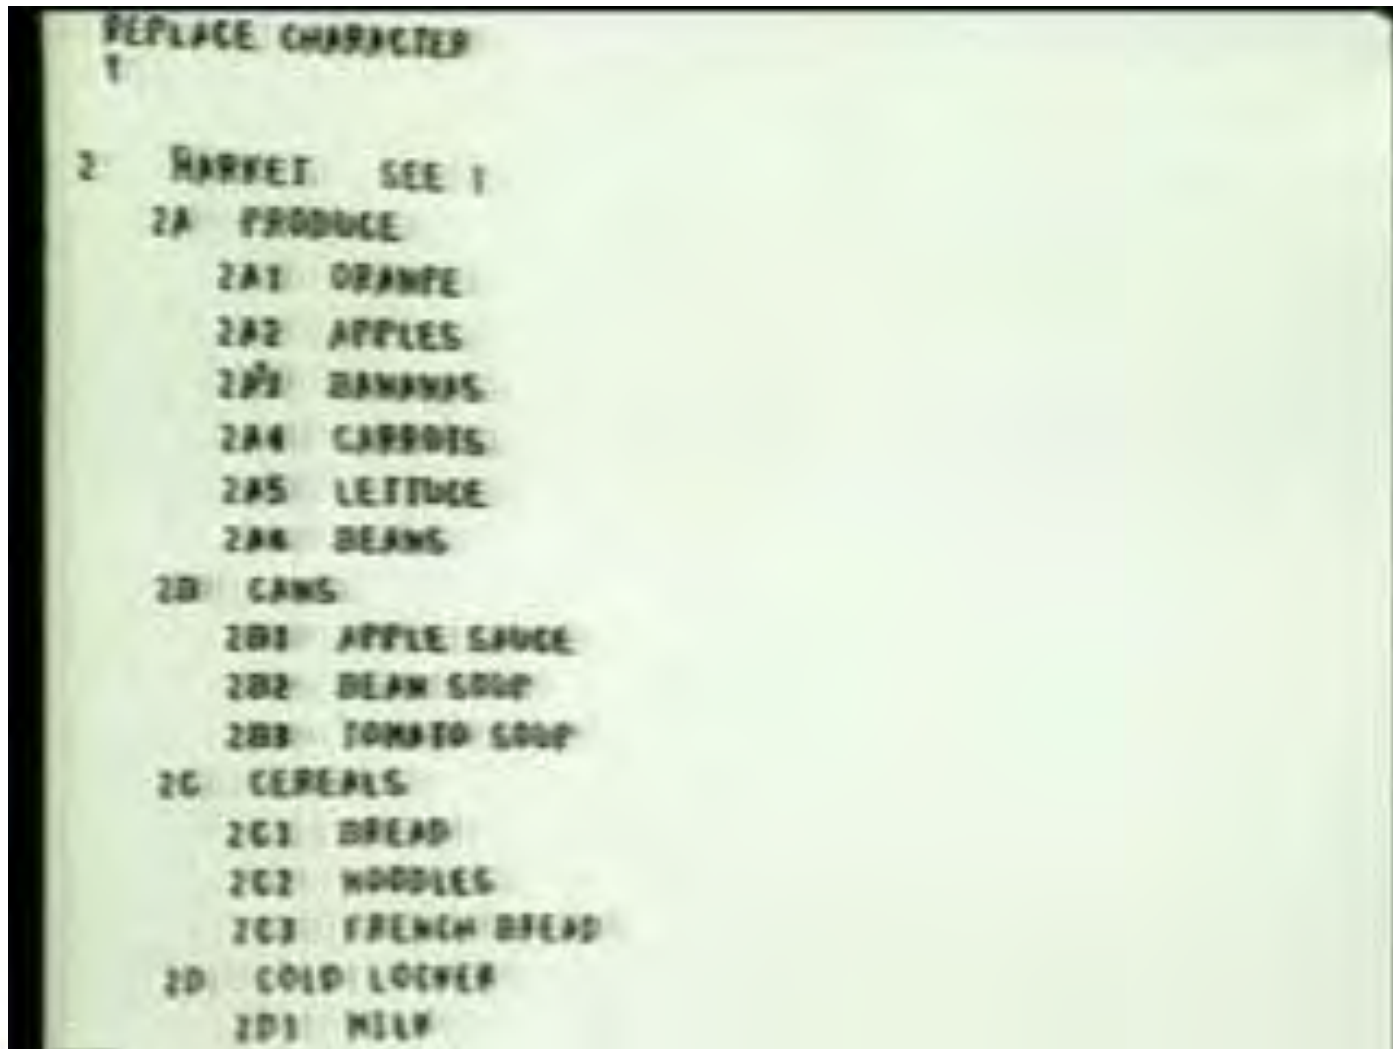 REPLACE CHARACTER
1
2 MARKET SEE 1
2A PRODUCE
2A1 ORANGE
2A2 APPLES
2A3 BANANAS
2A4 CARROTS
2A5 LETTUCE
2A6 BEANS
2B CANS
2B1 APPLE SAUCE
2B2 BEAN SOUP
2B3 TOMATO SOUP
2C CEREALS
2C1 BREAD
2C2 NOODLES
2C3 FRENCH BREAD
2D COLD LOCKER
2D1 MILK